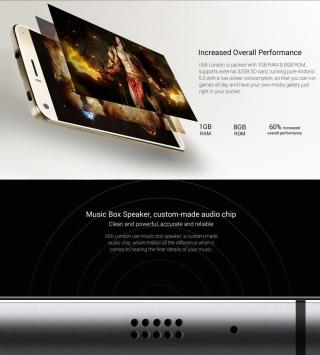 Increased Overall Performance
UMi London is packed with 1GB RAM & 8GB ROM,
supports external 32GB SD card, running pure Android
6.0 with a low power consumption, so that you can run
games all day and have your own media gallery just
right in your pocket.
1GB
RAM
8GB
ROM
60% Increased
overall performance
Music Box Speaker, custom-made audio chip
Clean and powerful, accurate and reliable
UMi London use music box speaker, a custom-made
audio chip, which makes all the difference when it
comes to hearing the finer details of your music.